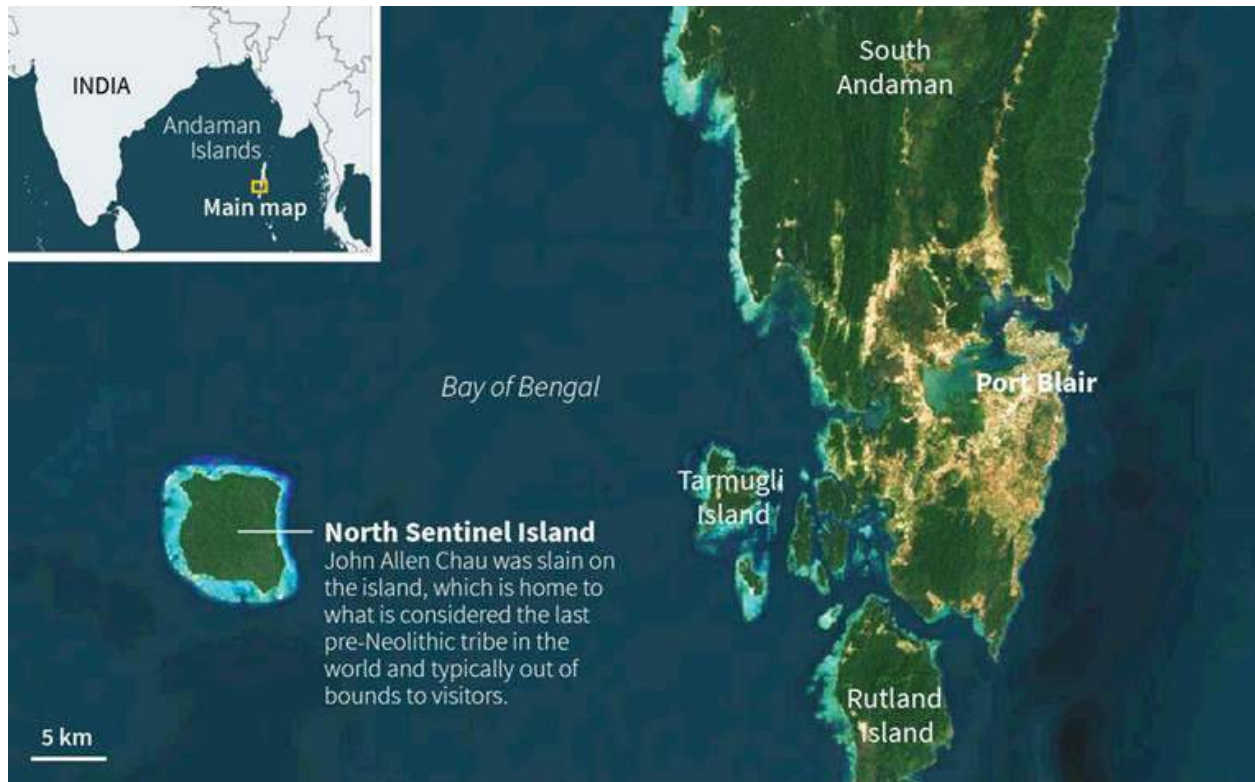 INDIA
Andaman
Islands
Main map
South
Andaman
Bay of Bengal
Port Blair
Tarmugli
Island
North Sentinel Island
John Allen Chau was slain on
the island, which is home to
what is considered the last
pre-Neolithic tribe in the
world and typically out of
bounds to visitors.
Rutland
Island
5 km